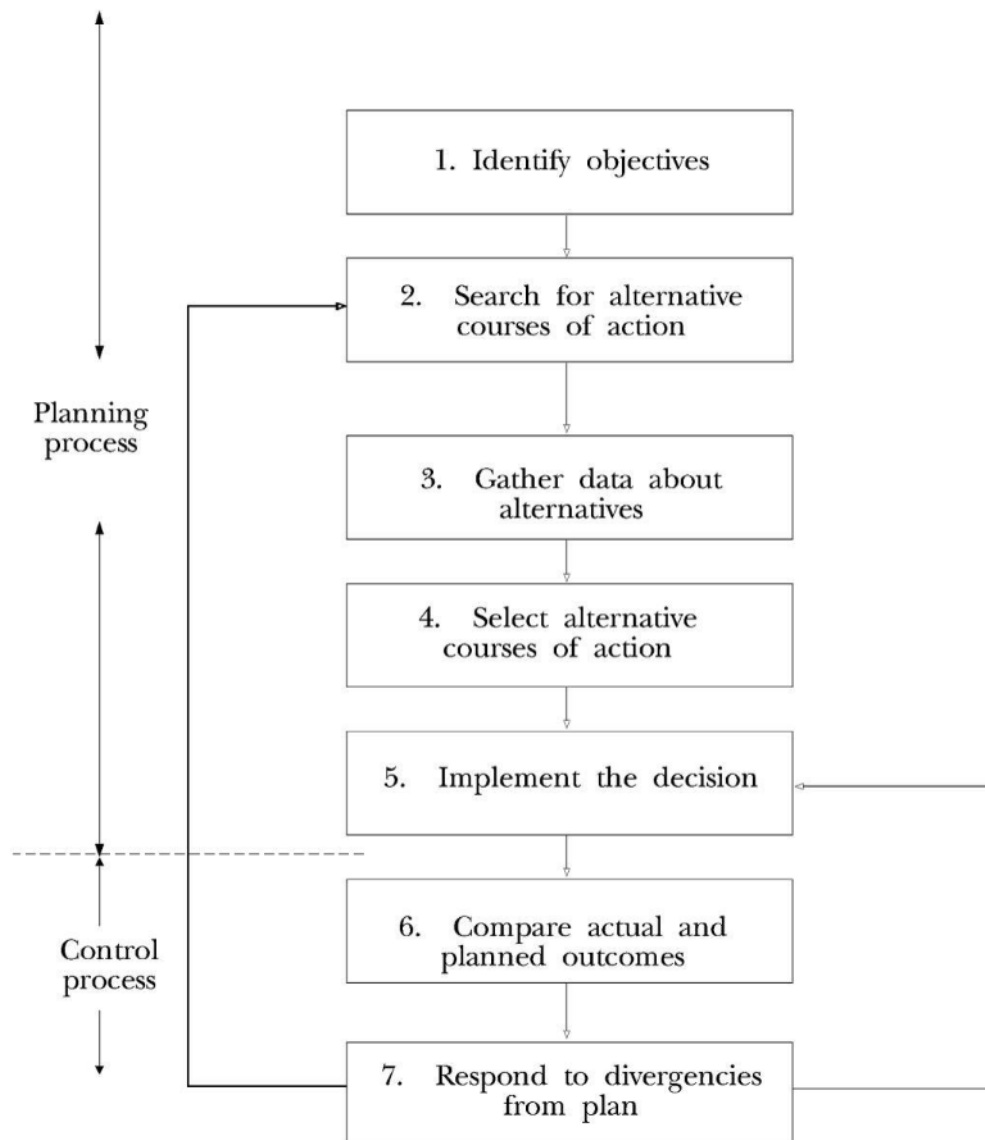 1. Identify objectives
2. Search for alternative
courses of action
Planning
process
3. Gather data about
alternatives
4. Select alternative
courses of action
5. Implement the decision
6. Compare actual and
planned outcomes
Control
process
7. Respond to divergencies
from plan